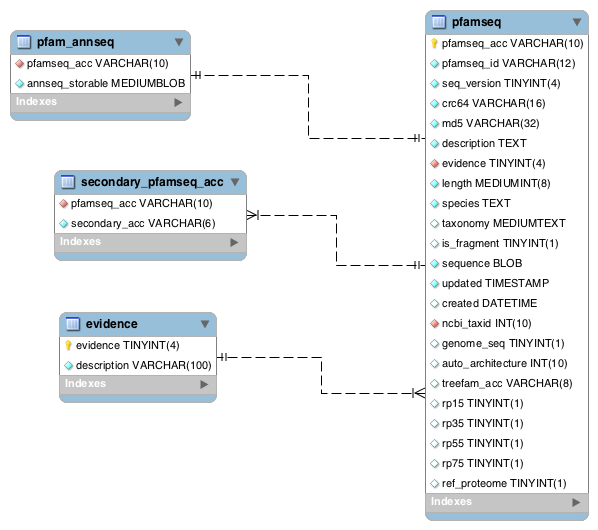 pfam_annseq
pfamseq_acc VARCHAR(10)
annseq_storable MEDIUMBLOB
Indexes
secondary_pfamseq_acc
pfamseq_acc VARCHAR(10)
secondary_acc VARCHAR(6)
Indexes
evidence
evidence TINYINT(4)
description VARCHAR(100)
Indexes
pfamseq
pfamseq_acc VARCHAR(10)
pfamseq_id VARCHAR(12)
seq_version TINYINT(4)
crc64 VARCHAR(16)
md5 VARCHAR(32)
description TEXT
evidence TINYINT(4)
length MEDIUMINT(8)
species TEXT
taxonomy MEDIUMTEXT
is_fragment TINYINT(1)
sequence BLOB
updated TIMESTAMP
created DATETIME
ncbi_taxid INT(10)
genome_seq TINYINT(1)
auto_architecture INT(10)
treefam_acc VARCHAR(8)
rp15 TINYINT(1)
rp35 TINYINT(1)
rp55 TINYINT(1)
rp75 TINYINT(1)
ref_proteome TINYINT(1)
Indexes